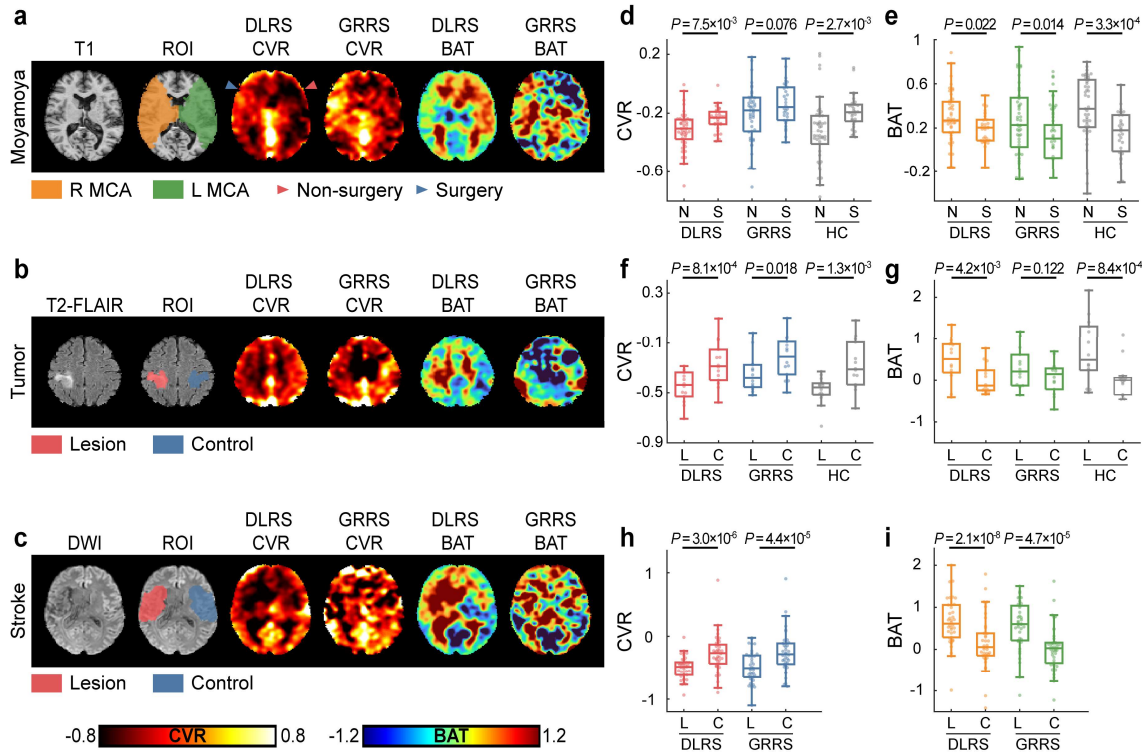 a
T1 ROI DLRS CVR GRRS CVR DLRS BAT GRRS BAT
Moyamoya
R MCA L MCA Non-surgery Surgery
b
T2-FLAIR ROI DLRS CVR GRRS CVR DLRS BAT GRRS BAT
Tumor
Lesion Control
c
DWI ROI DLRS CVR GRRS CVR DLRS BAT GRRS BAT
Stroke
Lesion Control
-0.8 CVR 0.8 -1.2 BAT 1.2
d
P = 7.5×10⁻³ P = 0.076 P = 2.7×10⁻³
CVR
0.2
-0.2
-0.6
N S N S N S
DLRS GRRS HC
e
P = 0.022 P = 0.014 P = 3.3×10⁻⁴
BAT
1
0.6
0.2
-0.2
N S N S N S
DLRS GRRS HC
f
P = 8.1×10⁻⁴ P = 0.018 P = 1.3×10⁻³
CVR
0.3
-0.1
-0.5
-0.9
L C L C L C
DLRS GRRS HC
g
P = 4.2×10⁻³ P = 0.122 P = 8.4×10⁻⁴
BAT
2
1
0
-1
L C L C L C
DLRS GRRS HC
h
P = 3.0×10⁻⁶ P = 4.4×10⁻⁵
CVR
1
-0
-1
L C L C
DLRS GRRS
i
P = 2.1×10⁻⁸ P = 4.7×10⁻⁵
BAT
2
1
0
-1
L C L C
DLRS GRRS